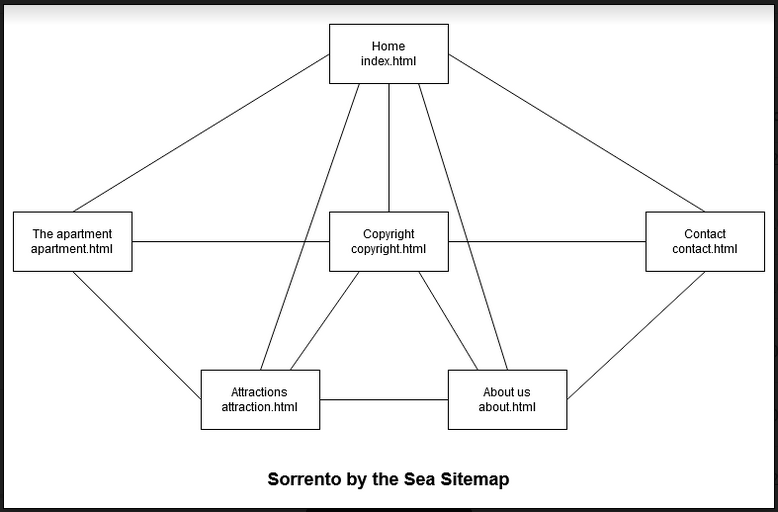 Home
index.html
The apartment
apartment.html
Copyright
copyright.html
Contact
contact.html
Attractions
attraction.html
About us
about.html
Sorrento by the Sea Sitemap